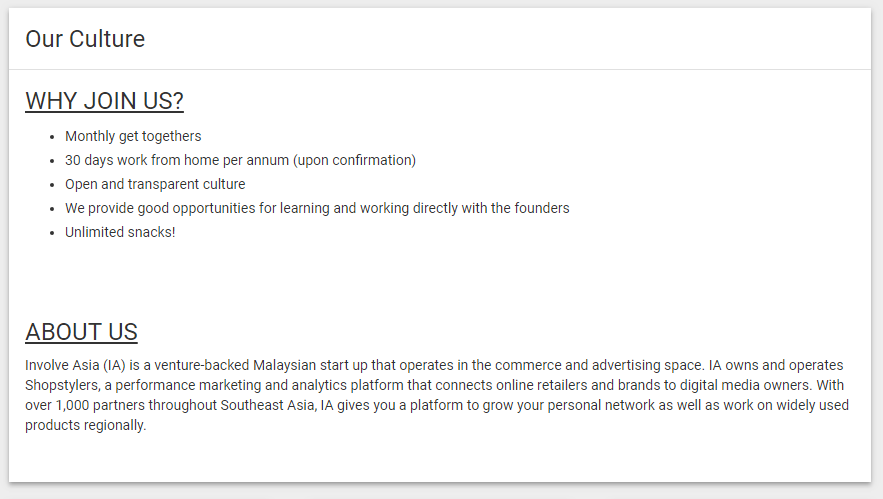 Our Culture
WHY JOIN US?
• Monthly get togethers
• 30 days work from home per annum (upon confirmation)
• Open and transparent culture
• We provide good opportunities for learning and working directly with the founders
• Unlimited snacks!
ABOUT US
Involve Asia (IA) is a venture-backed Malaysian start up that operates in the commerce and advertising space. IA owns and operates
Shopstylers, a performance marketing and analytics platform that connects online retailers and brands to digital media owners. With
over 1,000 partners throughout Southeast Asia, IA gives you a platform to grow your personal network as well as work on widely used
products regionally.